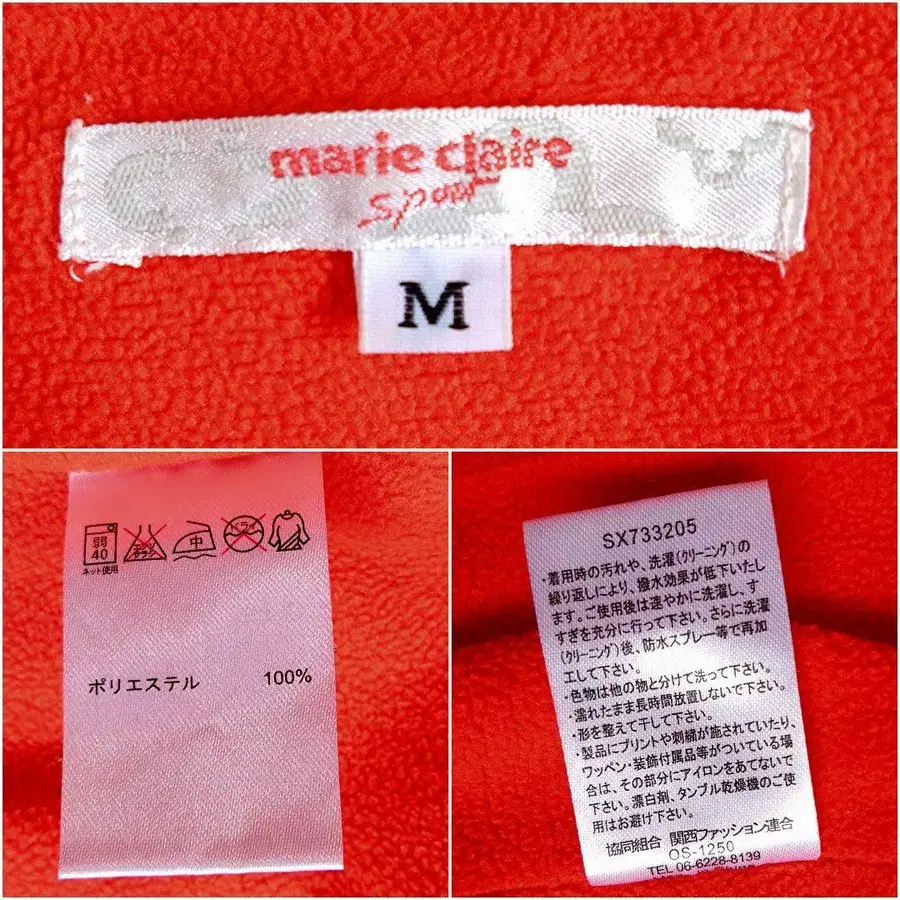 marie claire
sport
M
弱
40
ネット使用
エンソ
サラシ
中
ドライ
ポリエステル 100%
SX733205
・着用時の汚れや、洗濯(クリーニング)の
繰り返しにより、撥水効果が低下いたし
ます。ご使用後は速やかに洗濯し、す
すぎを充分に行って下さい。さらに洗濯
(クリーニング)後、防水スプレー等で再加
工して下さい。
・色物は他の物と分けて洗って下さい。
・濡れたまま長時間放置しないで下さい。
・形を整えて干して下さい。
・製品にプリントや刺繍が施されていたり、
ワッペン・装飾付属品等がついている場
合は、その部分にアイロンをあてないで
下さい。漂白剤、タンブル乾燥機のご使
用はお避け下さい。
協同組合 関西ファッション連合
OS-1250
TEL 06-6228-8139